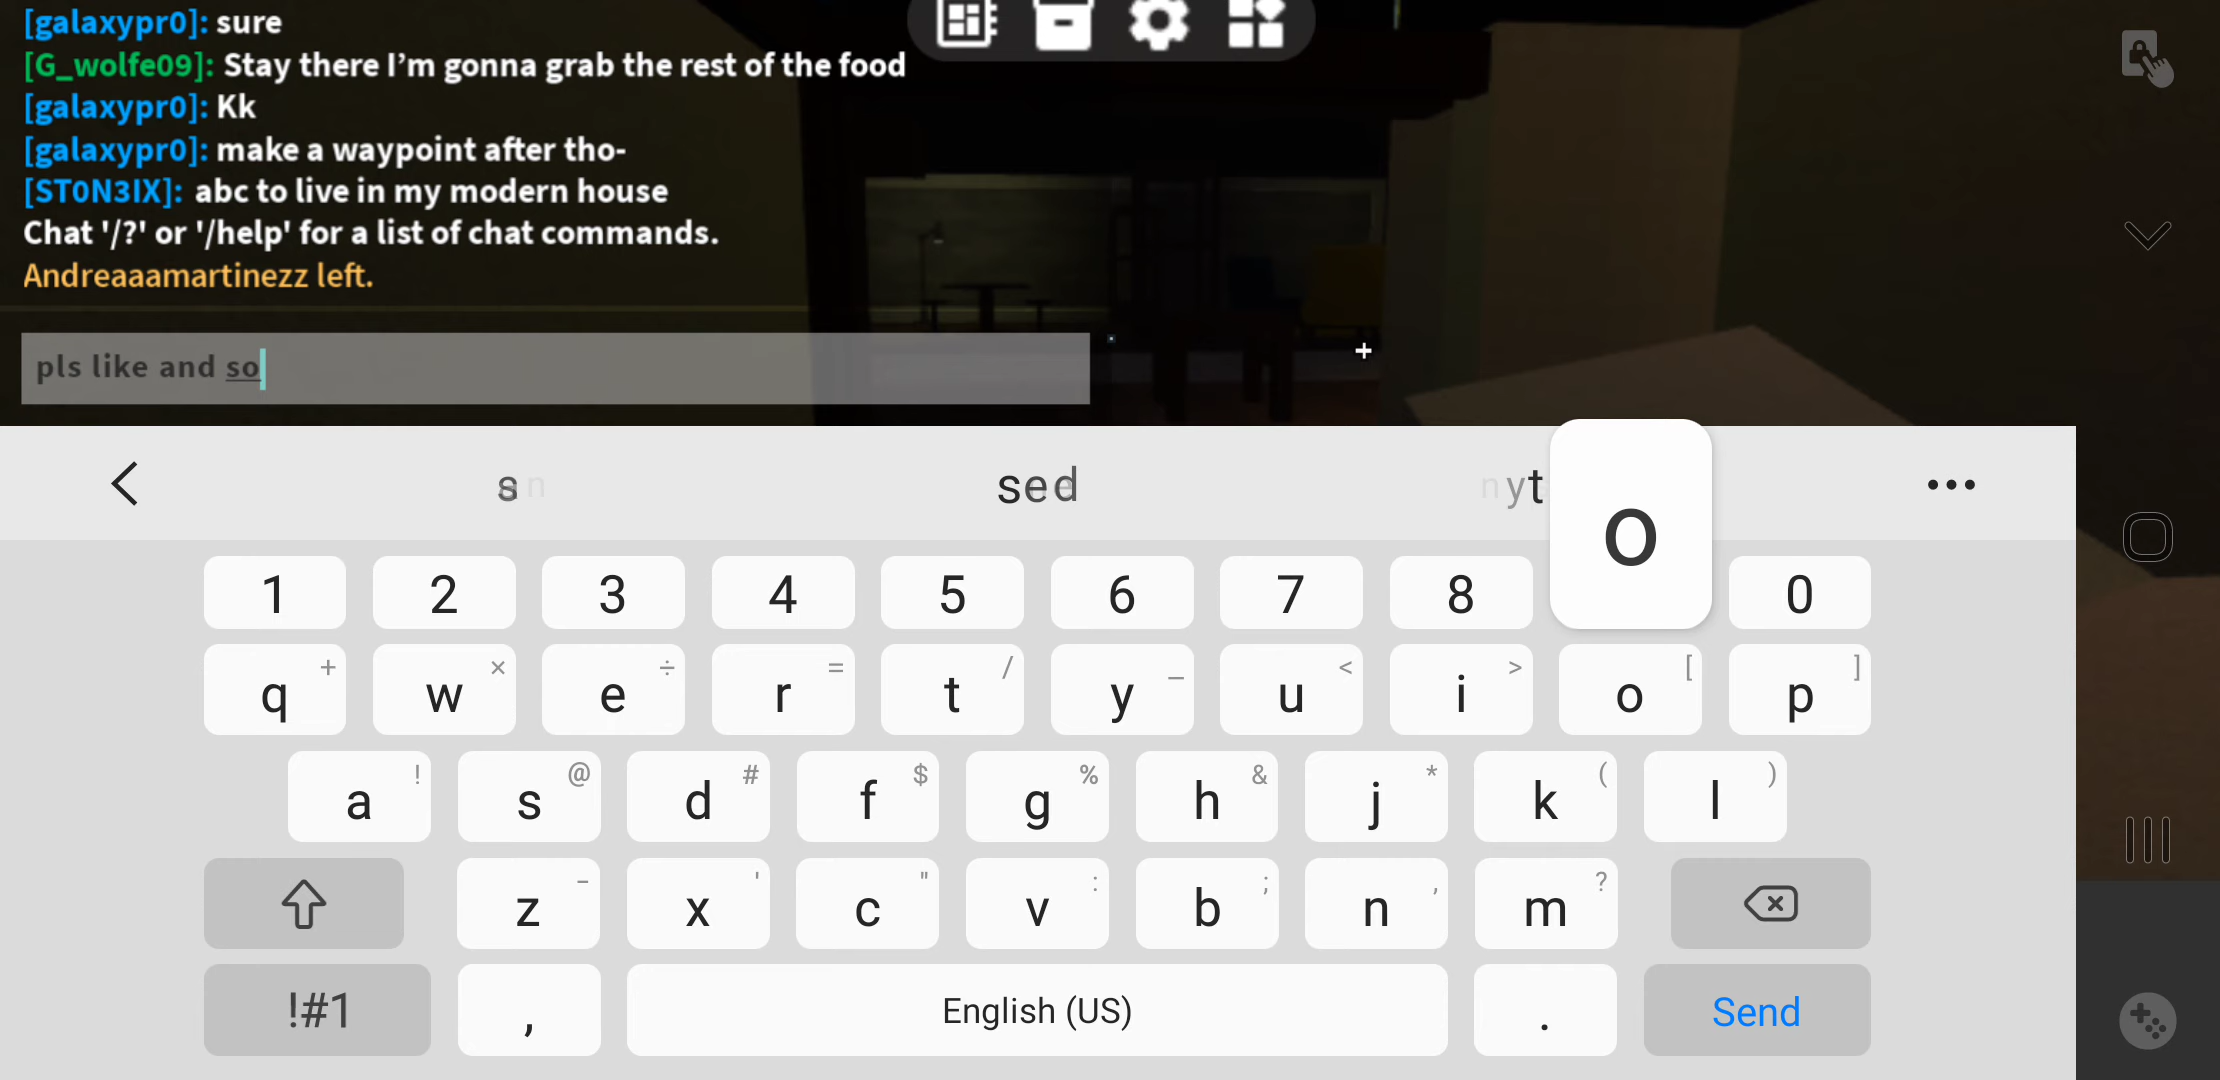 [galaxypr0]: sure
[G_wolfe09]: Stay there I’m gonna grab the rest of the food
[galaxypr0]: Kk
[galaxypr0]: make a waypoint after tho-
[ST0N3IX]: abc to live in my modern house
Chat '/?' or '/help' for a list of chat commands.
Andreaaamartinezz left.
pls like and so
sed
o
1 2 3 4 5 6 7 8 0
+ × ÷ = / _ < > [ ]
q w e r t y u i o p
! @ # $ % & * ( )
a s d f g h j k l
- ' " : ; , ?
z x c v b n m
!#1 , English (US) . Send